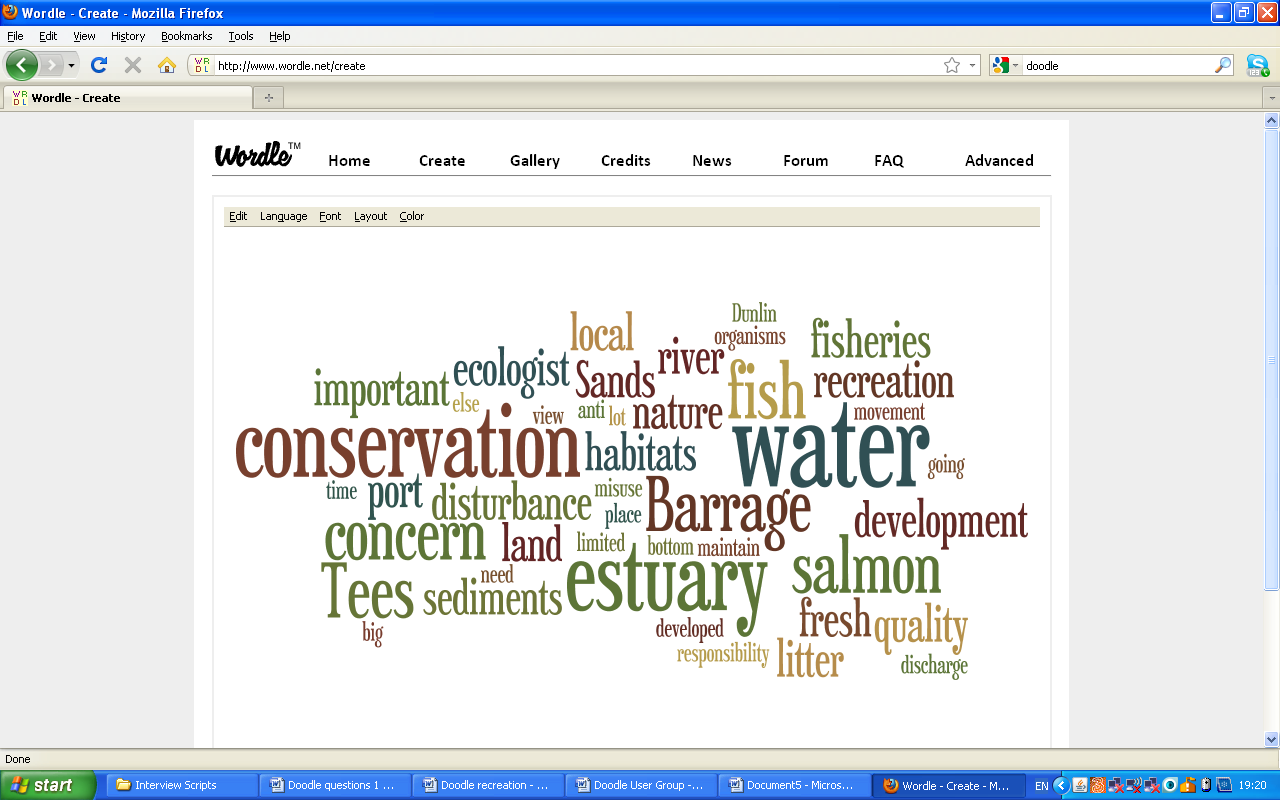 Wordle - Create - Mozilla Firefox
File Edit View History Bookmarks Tools Help
http://www.wordle.net/create
doodle
Wordle - Create
Wordle™ Home Create Gallery Credits News Forum FAQ Advanced
Edit Language Font Layout Color
Dunlin
local organisms fisheries
river
ecologist Sands fish recreation
important else view anti lot nature movement
conservation habitats water going
time port disturbance misuse Barrage
place development
concern land limited bottom maintain
Tees need estuary salmon
sediments
big developed fresh quality
responsibility litter discharge
Done
start Interview Scripts Doodle questions 1 ... Doodle recreation - ... Doodle User Group -... Document5 - Micros... Wordle - Create - M... EN 19:20